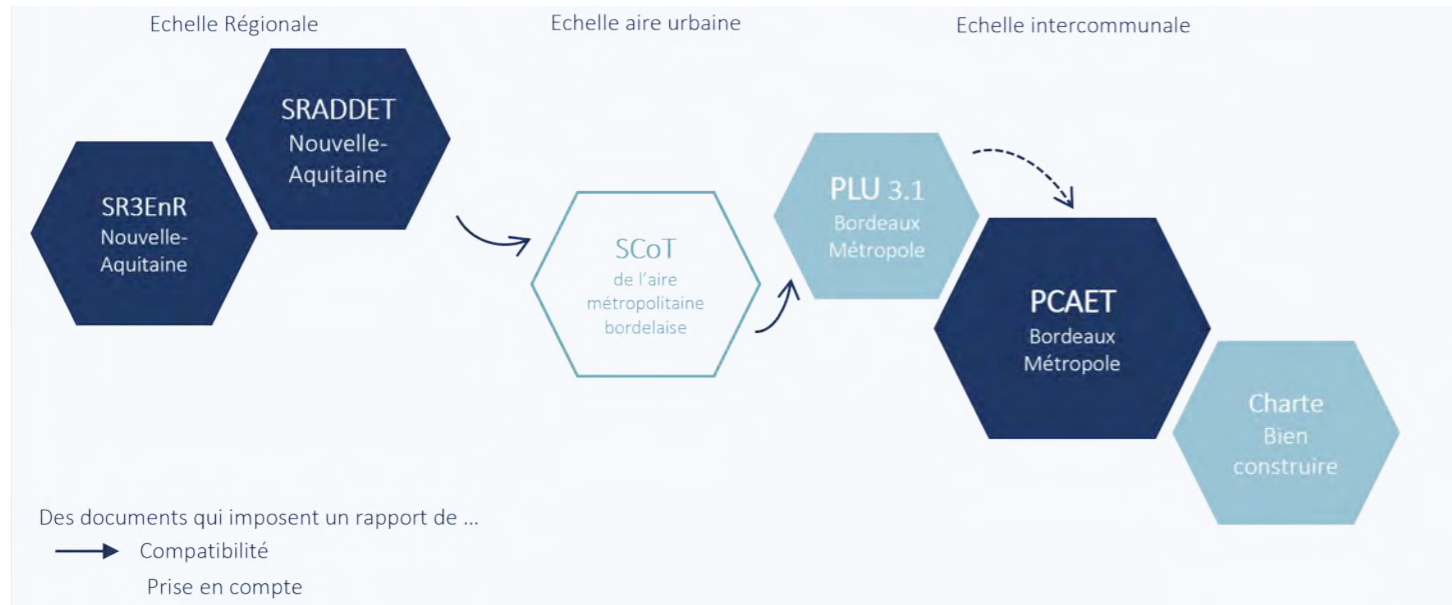 Echelle Régionale
Echelle aire urbaine
Echelle intercommunale
SRADDET
Nouvelle-
Aquitaine
SR3EnR
Nouvelle-
Aquitaine
SCoT
de l'aire
métropolitaine
bordelaise
PLU 3.1
Bordeaux
Métropole
PCAET
Bordeaux
Métropole
Charte
Bien
construire
Des documents qui imposent un rapport de ...
Compatibilité
Prise en compte